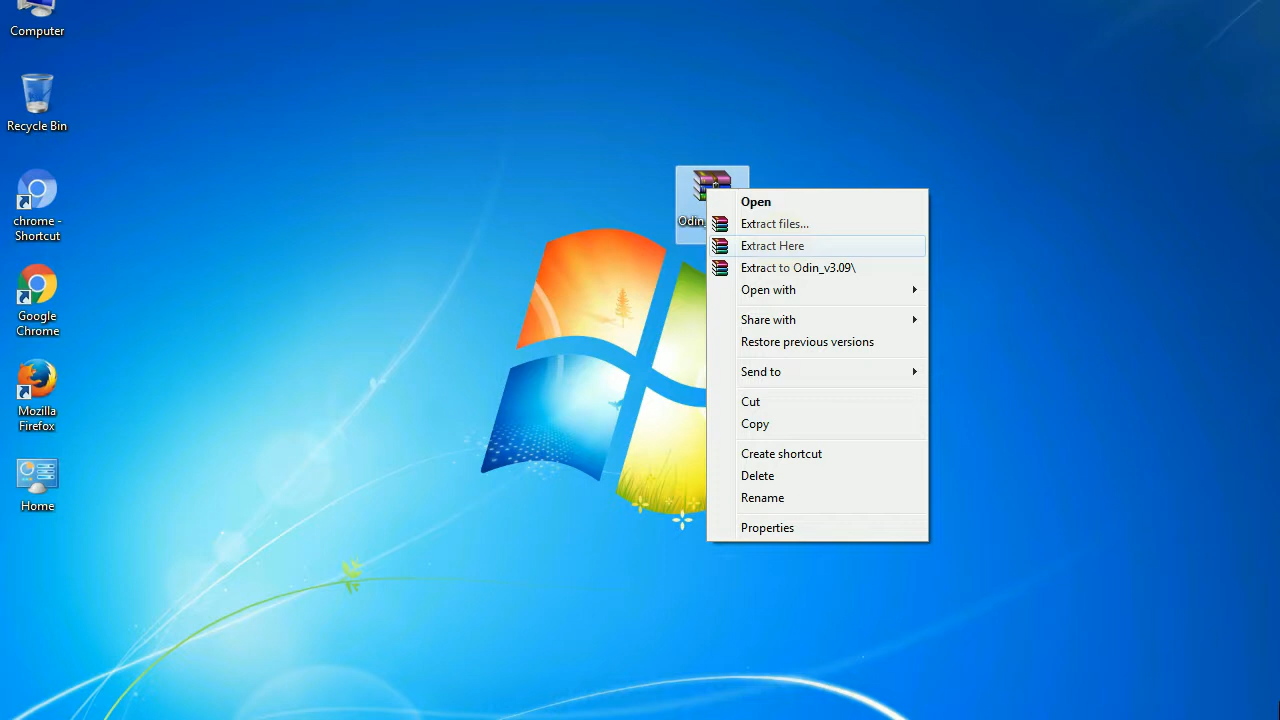 Computer
Recycle Bin
chrome -
Shortcut
Google
Chrome
Mozilla
Firefox
Home
Odin_
Open
Extract files...
Extract Here
Extract to Odin_v3.09\
Open with
Share with
Restore previous versions
Send to
Cut
Copy
Create shortcut
Delete
Rename
Properties